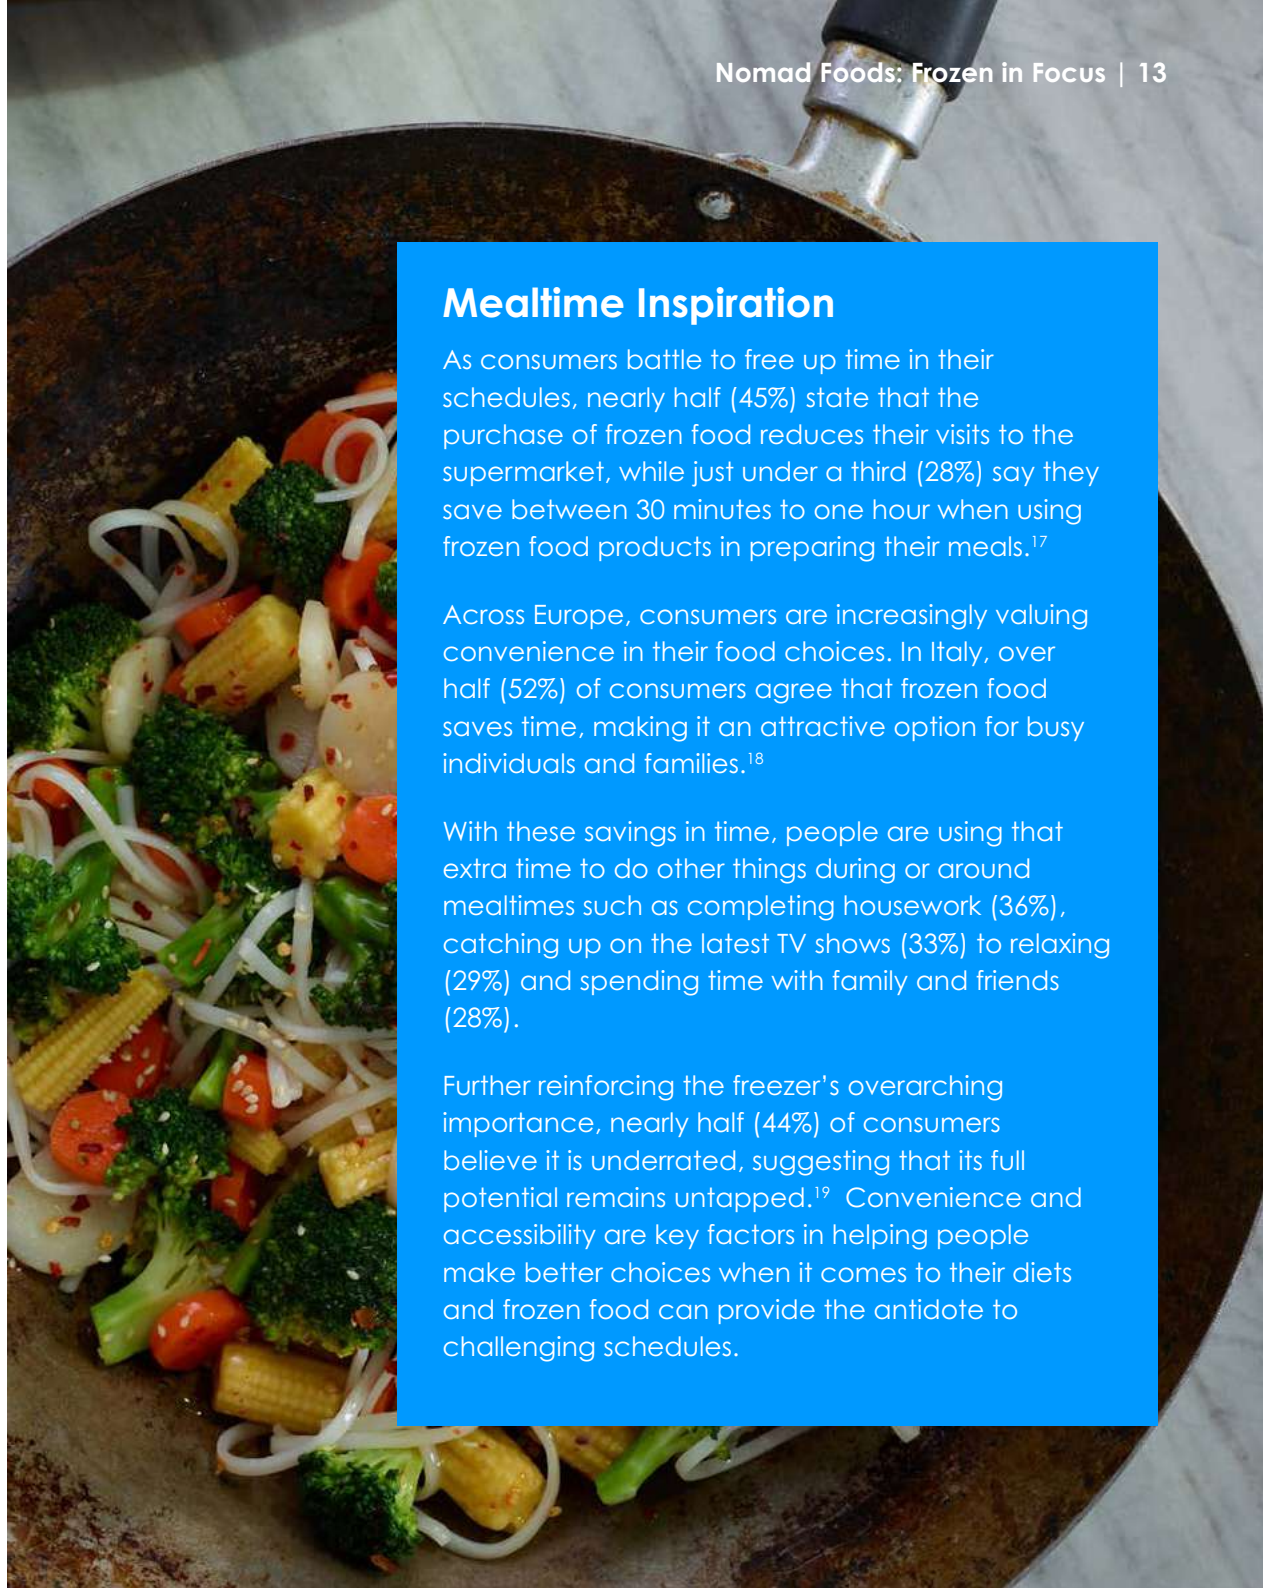 Nomad Foods: Frozen in Focus | 13
Mealtime Inspiration
As consumers battle to free up time in their
schedules, nearly half (45%) state that the
purchase of frozen food reduces their visits to the
supermarket, while just under a third (28%) say they
save between 30 minutes to one hour when using
frozen food products in preparing their meals.17
Across Europe, consumers are increasingly valuing
convenience in their food choices. In Italy, over
half (52%) of consumers agree that frozen food
saves time, making it an attractive option for busy
individuals and families.18
With these savings in time, people are using that
extra time to do other things during or around
mealtimes such as completing housework (36%),
catching up on the latest TV shows (33%) to relaxing
(29%) and spending time with family and friends
(28%).
Further reinforcing the freezer’s overarching
importance, nearly half (44%) of consumers
believe it is underrated, suggesting that its full
potential remains untapped.19 Convenience and
accessibility are key factors in helping people
make better choices when it comes to their diets
and frozen food can provide the antidote to
challenging schedules.